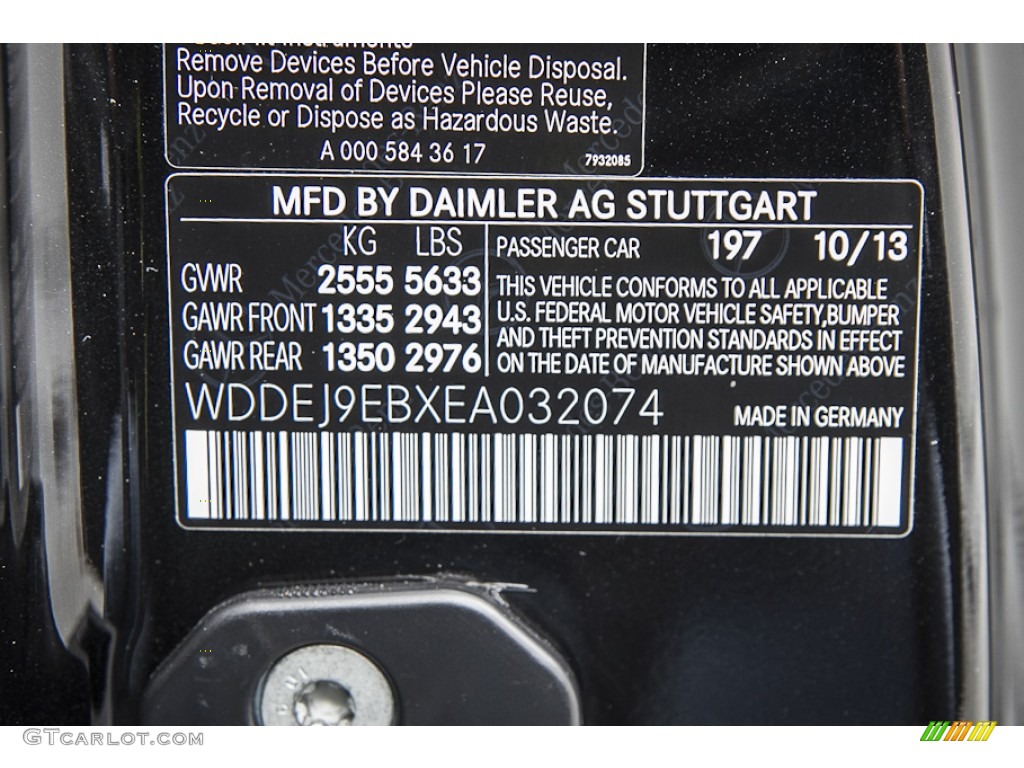 Remove Devices Before Vehicle Disposal.
Upon Removal of Devices Please Reuse,
Recycle or Dispose as Hazardous Waste.
A 000 584 36 17 7932085
MFD BY DAIMLER AG STUTTGART
KG LBS
GVWR 2555 5633
GAWR FRONT 1335 2943
GAWR REAR 1350 2976
PASSENGER CAR 197 10/13
THIS VEHICLE CONFORMS TO ALL APPLICABLE
U.S. FEDERAL MOTOR VEHICLE SAFETY,BUMPER
AND THEFT PREVENTION STANDARDS IN EFFECT
ON THE DATE OF MANUFACTURE SHOWN ABOVE
WDDEJ9EBXEA032074
MADE IN GERMANY
GTCARLOT.COM